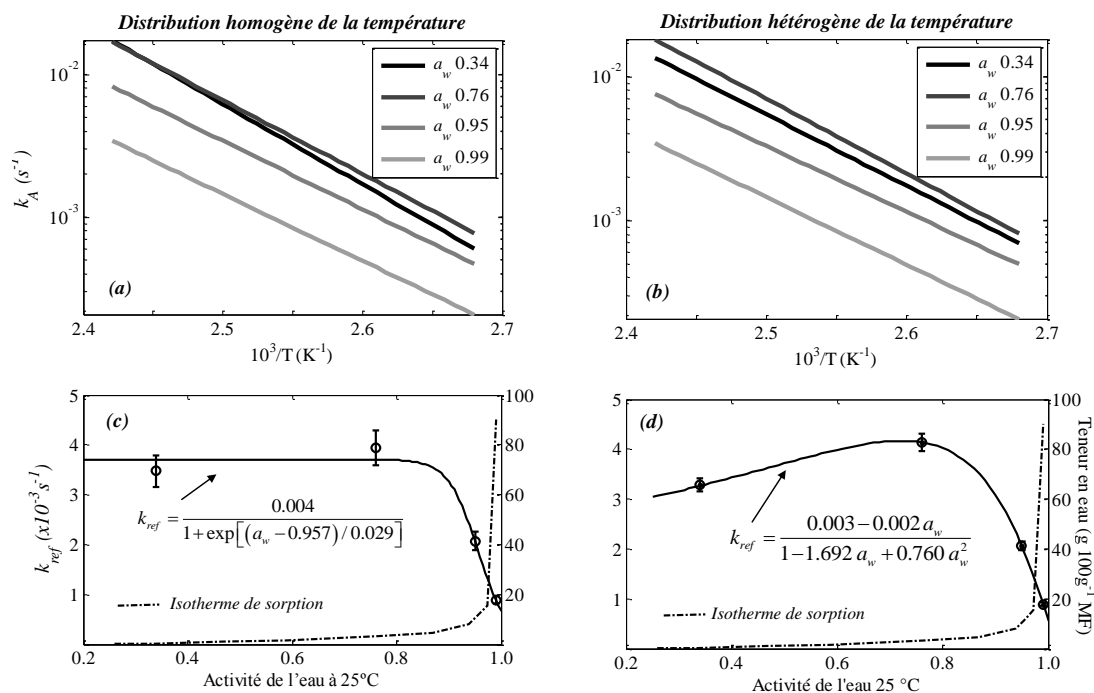 Distribution homogène de la température
Distribution hétérogène de la température
k_A (s⁻¹)
10⁻²
10⁻³
a_w 0.34
a_w 0.76
a_w 0.95
a_w 0.99
(a)
2.4 2.5 2.6 2.7
10³/T (K⁻¹)
10⁻²
10⁻³
a_w 0.34
a_w 0.76
a_w 0.95
a_w 0.99
(b)
2.4 2.5 2.6 2.7
10³/T (K⁻¹)
k_ref (x10⁻³ s⁻¹)
5
4
3
2
1
(c)
k_ref = 0.004 / 1+exp[(a_w −0.957)/0.029]
Isotherme de sorption
100
80
60
40
20
0
0.2 0.4 0.6 0.8 1.0
Activité de l’eau à 25ºC
5
4
3
2
1
(d)
k_ref = 0.003−0.002 a_w / 1−1.692 a_w +0.760 a_w²
Isotherme de sorption
100
80
60
40
20
0
Teneur en eau (g 100g⁻¹ MF)
0.2 0.4 0.6 0.8 1.0
Activité de l'eau 25 °C